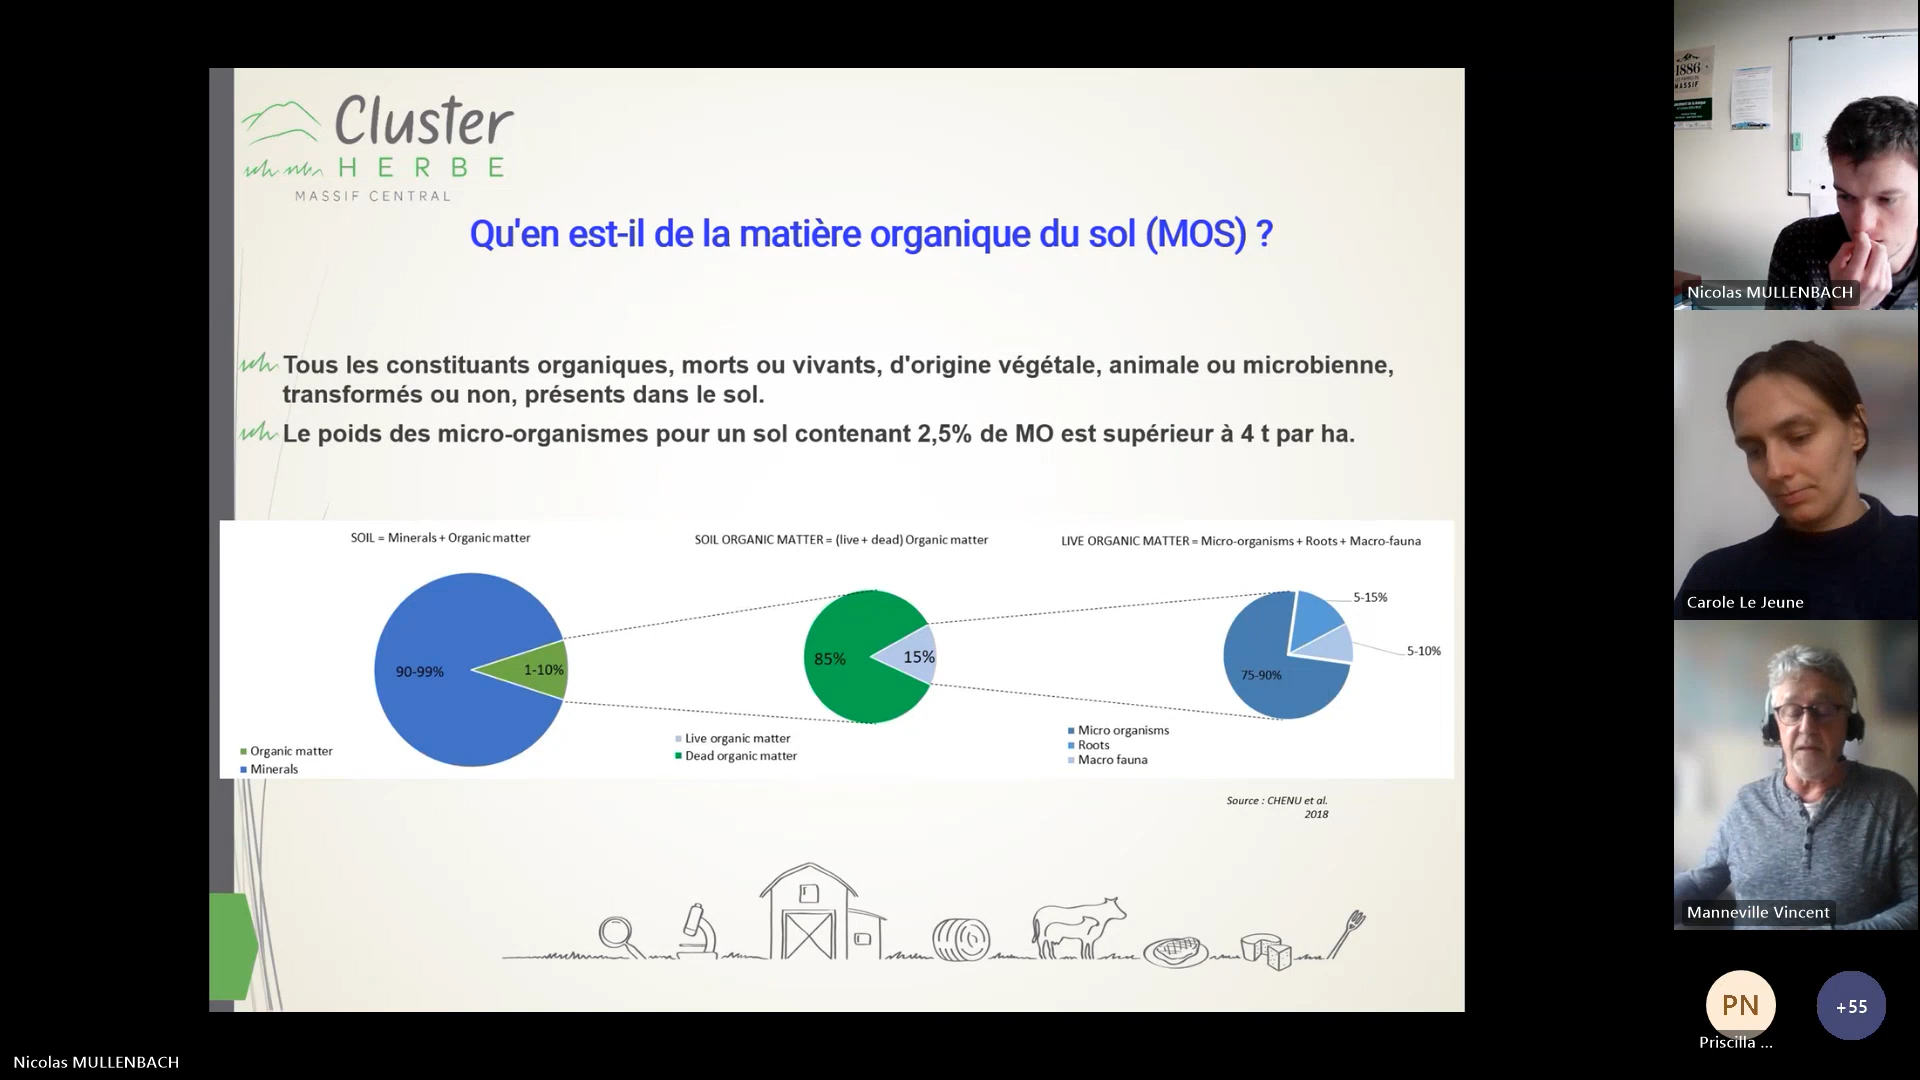 Cluster
HERBE
MASSIF CENTRAL
Qu'en est-il de la matière organique du sol (MOS) ?
Tous les constituants organiques, morts ou vivants, d'origine végétale, animale ou microbienne,
transformés ou non, présents dans le sol.
Le poids des micro-organismes pour un sol contenant 2,5% de MO est supérieur à 4 t par ha.
SOIL = Minerals + Organic matter
90-99%
1-10%
Organic matter
Minerals
SOIL ORGANIC MATTER = (live + dead) Organic matter
85%
15%
Live organic matter
Dead organic matter
LIVE ORGANIC MATTER = Micro-organisms + Roots + Macro-fauna
5-15%
5-10%
75-90%
Micro organisms
Roots
Macro fauna
Source : CHENU et al.
2018
1886
MASSIF
Nicolas MULLENBACH
Carole Le Jeune
Manneville Vincent
PN
+55
Priscilla ...
Nicolas MULLENBACH